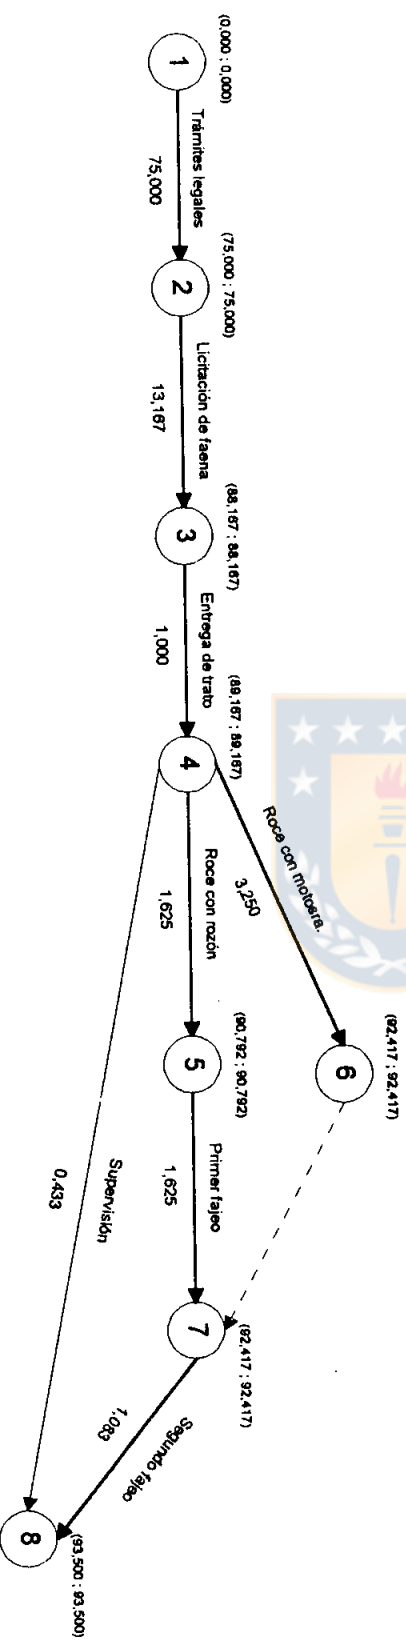 (0,000 ; 0,000)
1
Trámites legales
75,000
(75,000 ; 75,000)
2
Licitación de faena
13,167
(88,167 ; 88,167)
3
Entrega de trato
1,000
(89,167 ; 89,167)
4
Roce con motosra.
3,250
(92,417 ; 92,417)
6
Roce con rozón
1,625
(90,792 ; 90,792)
5
Primer fajeo
1,625
(92,417 ; 92,417)
7
Supervisión
0,433
Segundo fajeo
1,083
(93,500 ; 93,500)
8